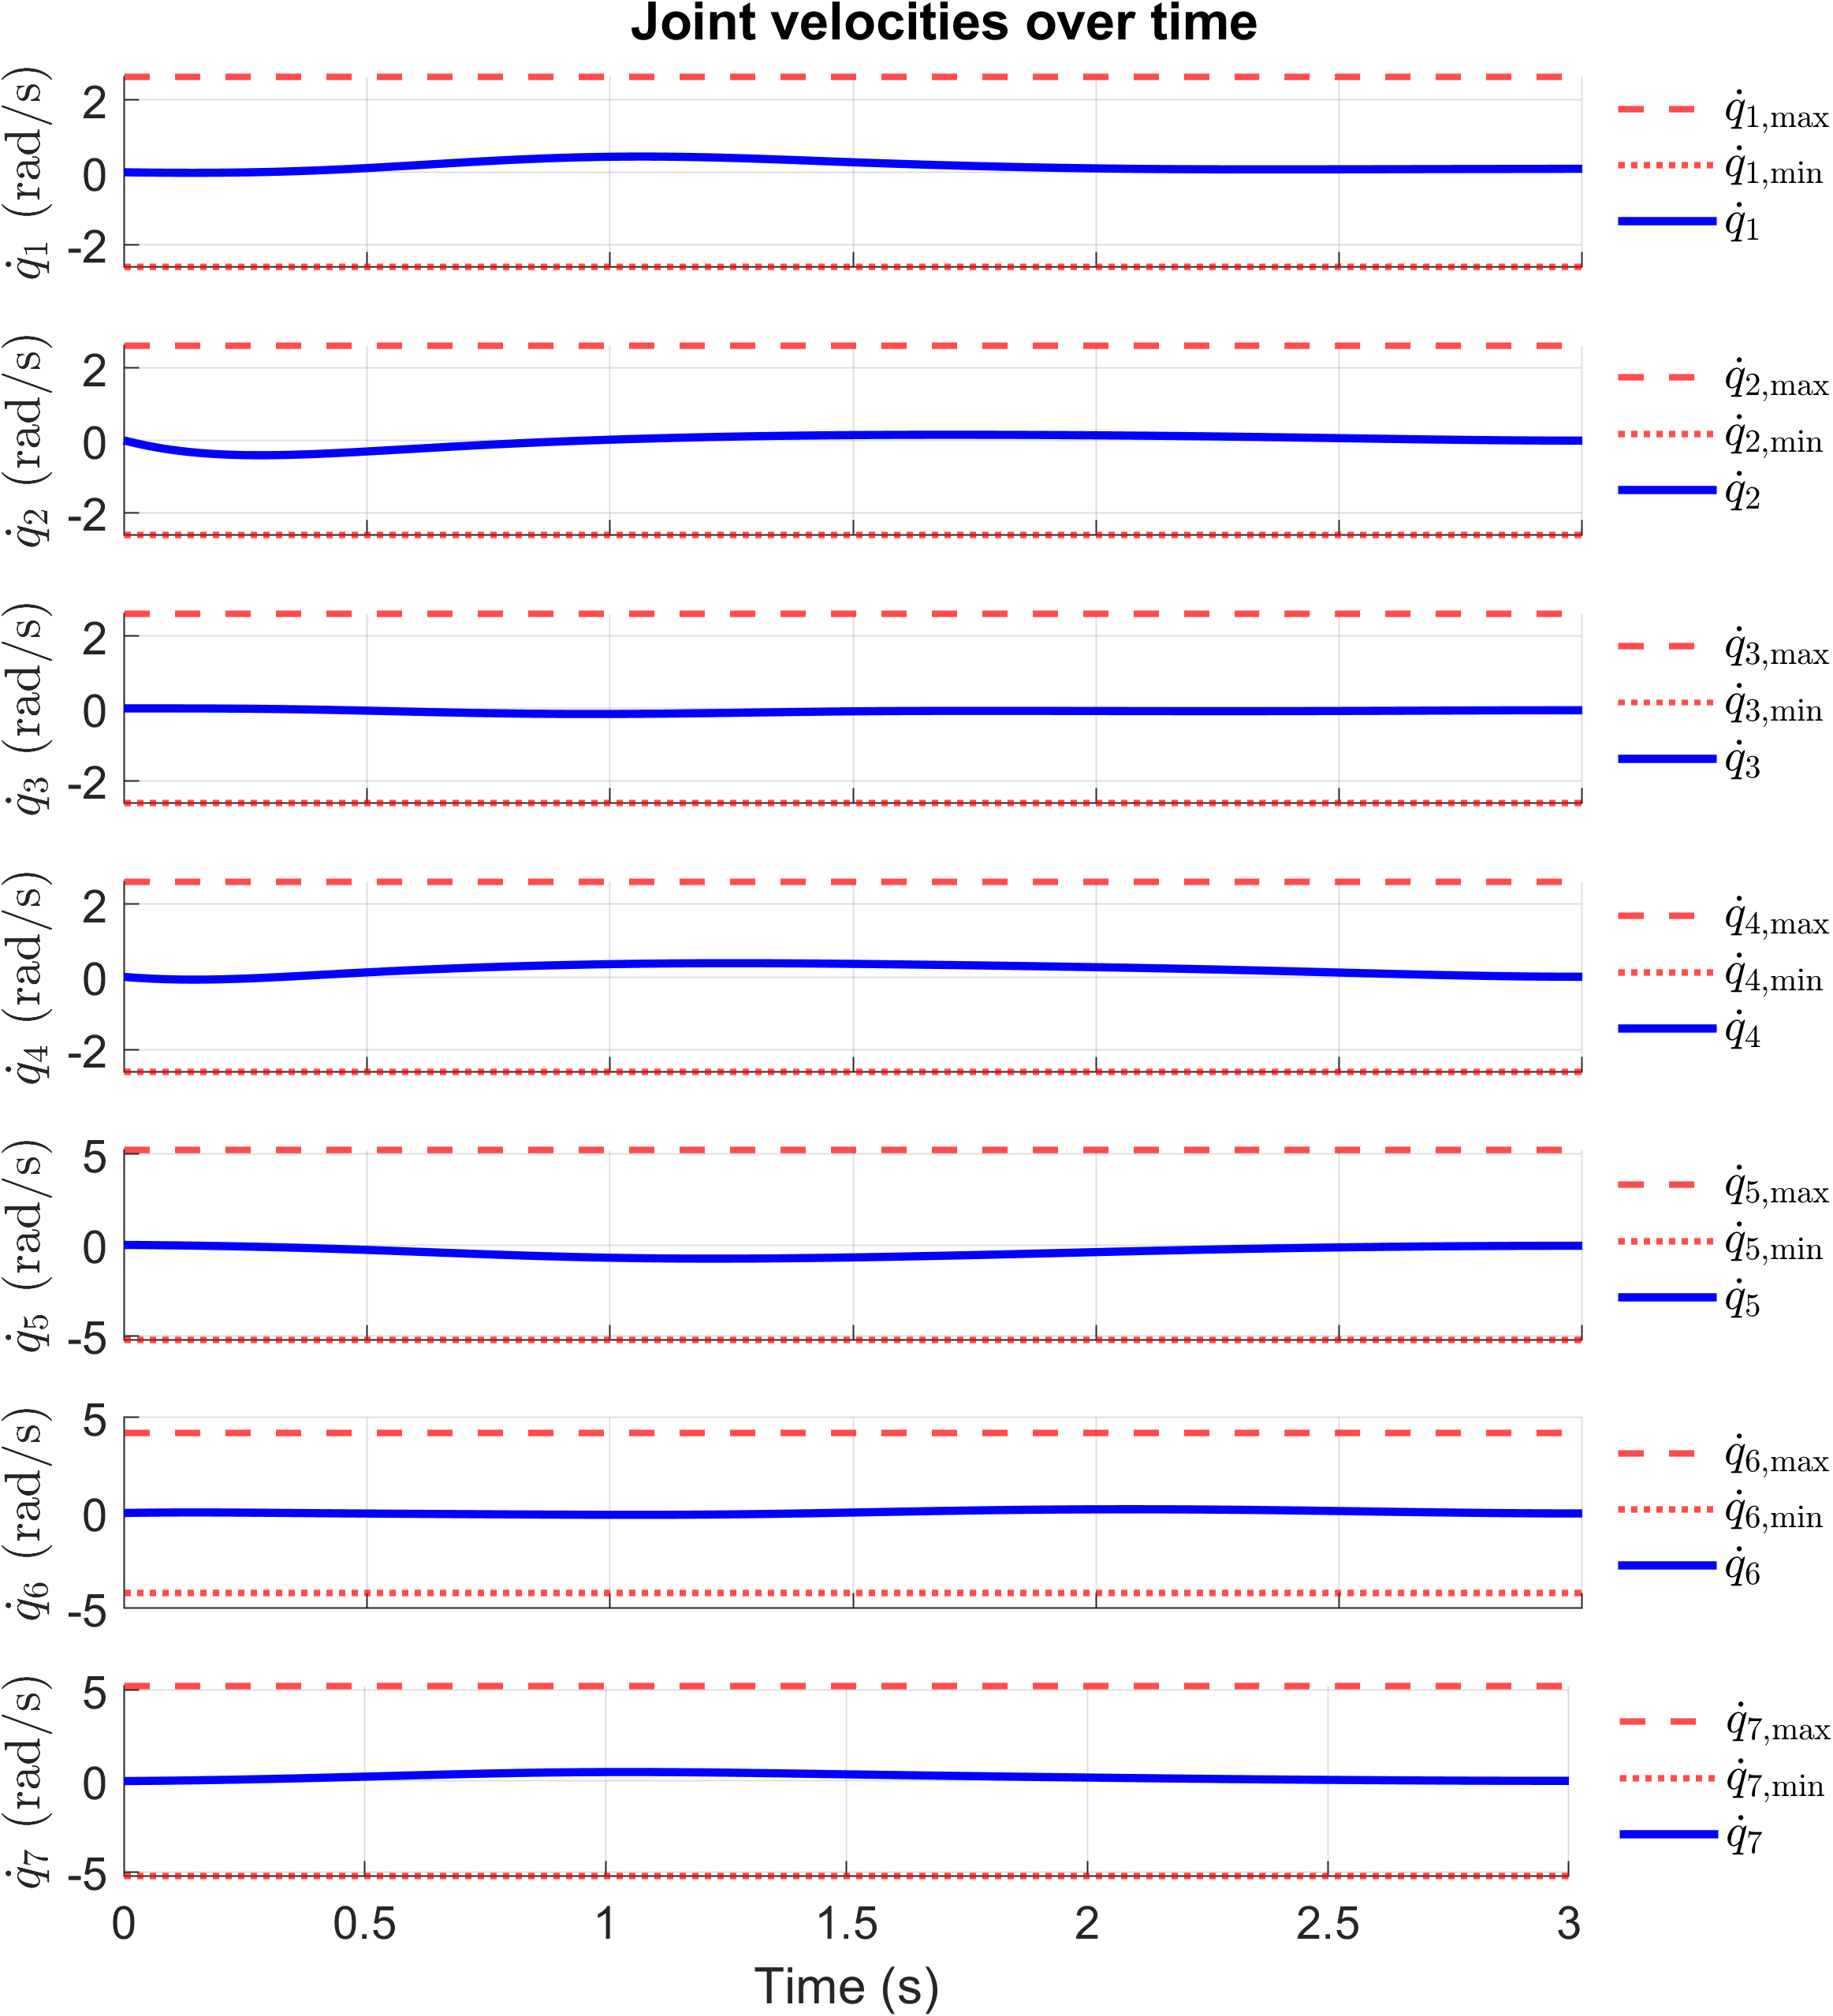 Joint velocities over time
q̇1 (rad/s)
2
0
-2
q̇1,max
q̇1,min
q̇1
q̇2 (rad/s)
2
0
-2
q̇2,max
q̇2,min
q̇2
q̇3 (rad/s)
2
0
-2
q̇3,max
q̇3,min
q̇3
q̇4 (rad/s)
2
0
-2
q̇4,max
q̇4,min
q̇4
q̇5 (rad/s)
5
0
-5
q̇5,max
q̇5,min
q̇5
q̇6 (rad/s)
5
0
-5
q̇6,max
q̇6,min
q̇6
q̇7 (rad/s)
5
0
-5
q̇7,max
q̇7,min
q̇7
0 0.5 1 1.5 2 2.5 3
Time (s)